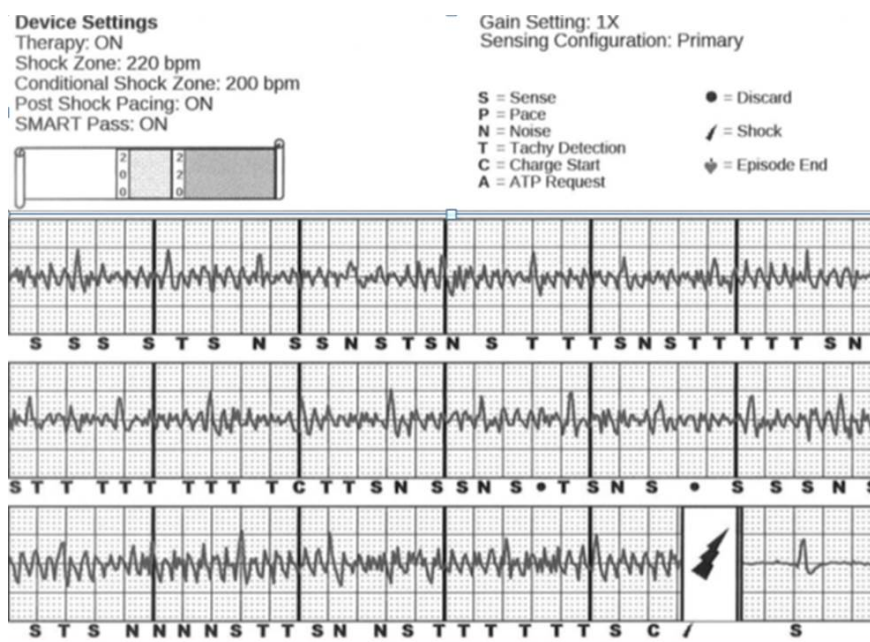 Device Settings
Therapy: ON
Shock Zone: 220 bpm
Conditional Shock Zone: 200 bpm
Post Shock Pacing: ON
SMART Pass: ON
Gain Setting: 1X
Sensing Configuration: Primary
S = Sense
P = Pace
N = Noise
T = Tachy Detection
C = Charge Start
A = ATP Request
● = Discard
= Shock
= Episode End
200
220
S S S S T S N S S N S T S N S T T T S N S T T T T T S N
S T T T T T T T T T C T T S N S S N S ● T S N S ● S S S N S
S T S N N N N S T T S N N S T T T T T T T S C S